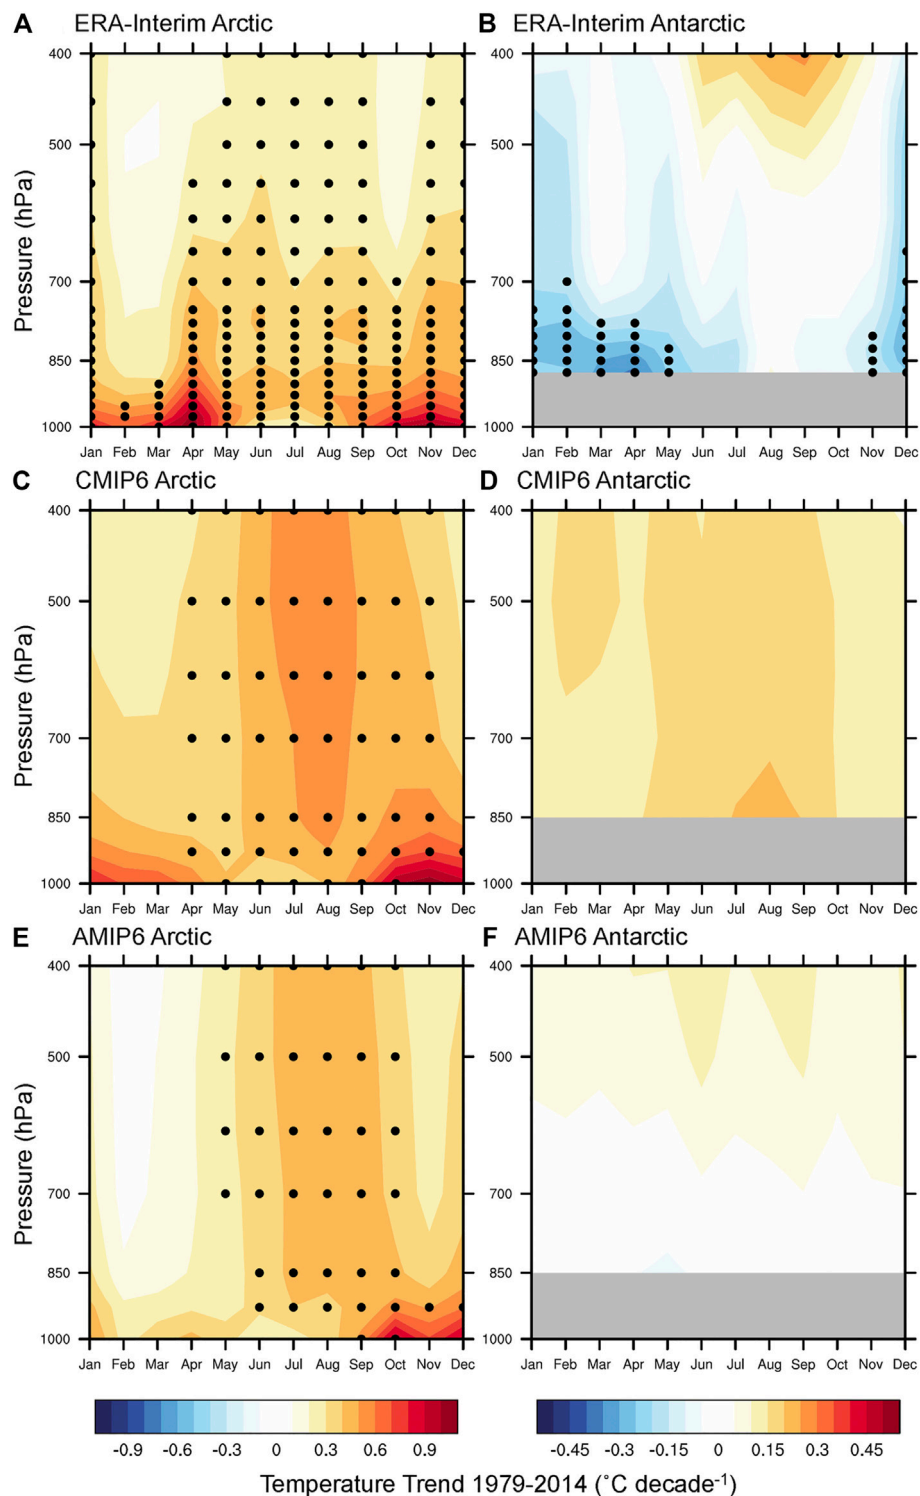 A ERA-Interim Arctic
B ERA-Interim Antarctic
Pressure (hPa)
400
500
700
850
1000
Jan Feb Mar Apr May Jun Jul Aug Sep Oct Nov Dec
400
500
700
850
1000
Jan Feb Mar Apr May Jun Jul Aug Sep Oct Nov Dec
C CMIP6 Arctic
D CMIP6 Antarctic
Pressure (hPa)
400
500
700
850
1000
Jan Feb Mar Apr May Jun Jul Aug Sep Oct Nov Dec
400
500
700
850
1000
Jan Feb Mar Apr May Jun Jul Aug Sep Oct Nov Dec
E AMIP6 Arctic
F AMIP6 Antarctic
Pressure (hPa)
400
500
700
850
1000
Jan Feb Mar Apr May Jun Jul Aug Sep Oct Nov Dec
400
500
700
850
1000
Jan Feb Mar Apr May Jun Jul Aug Sep Oct Nov Dec
-0.9 -0.6 -0.3 0 0.3 0.6 0.9
-0.45 -0.3 -0.15 0 0.15 0.3 0.45
Temperature Trend 1979-2014 (˚C decade⁻¹)